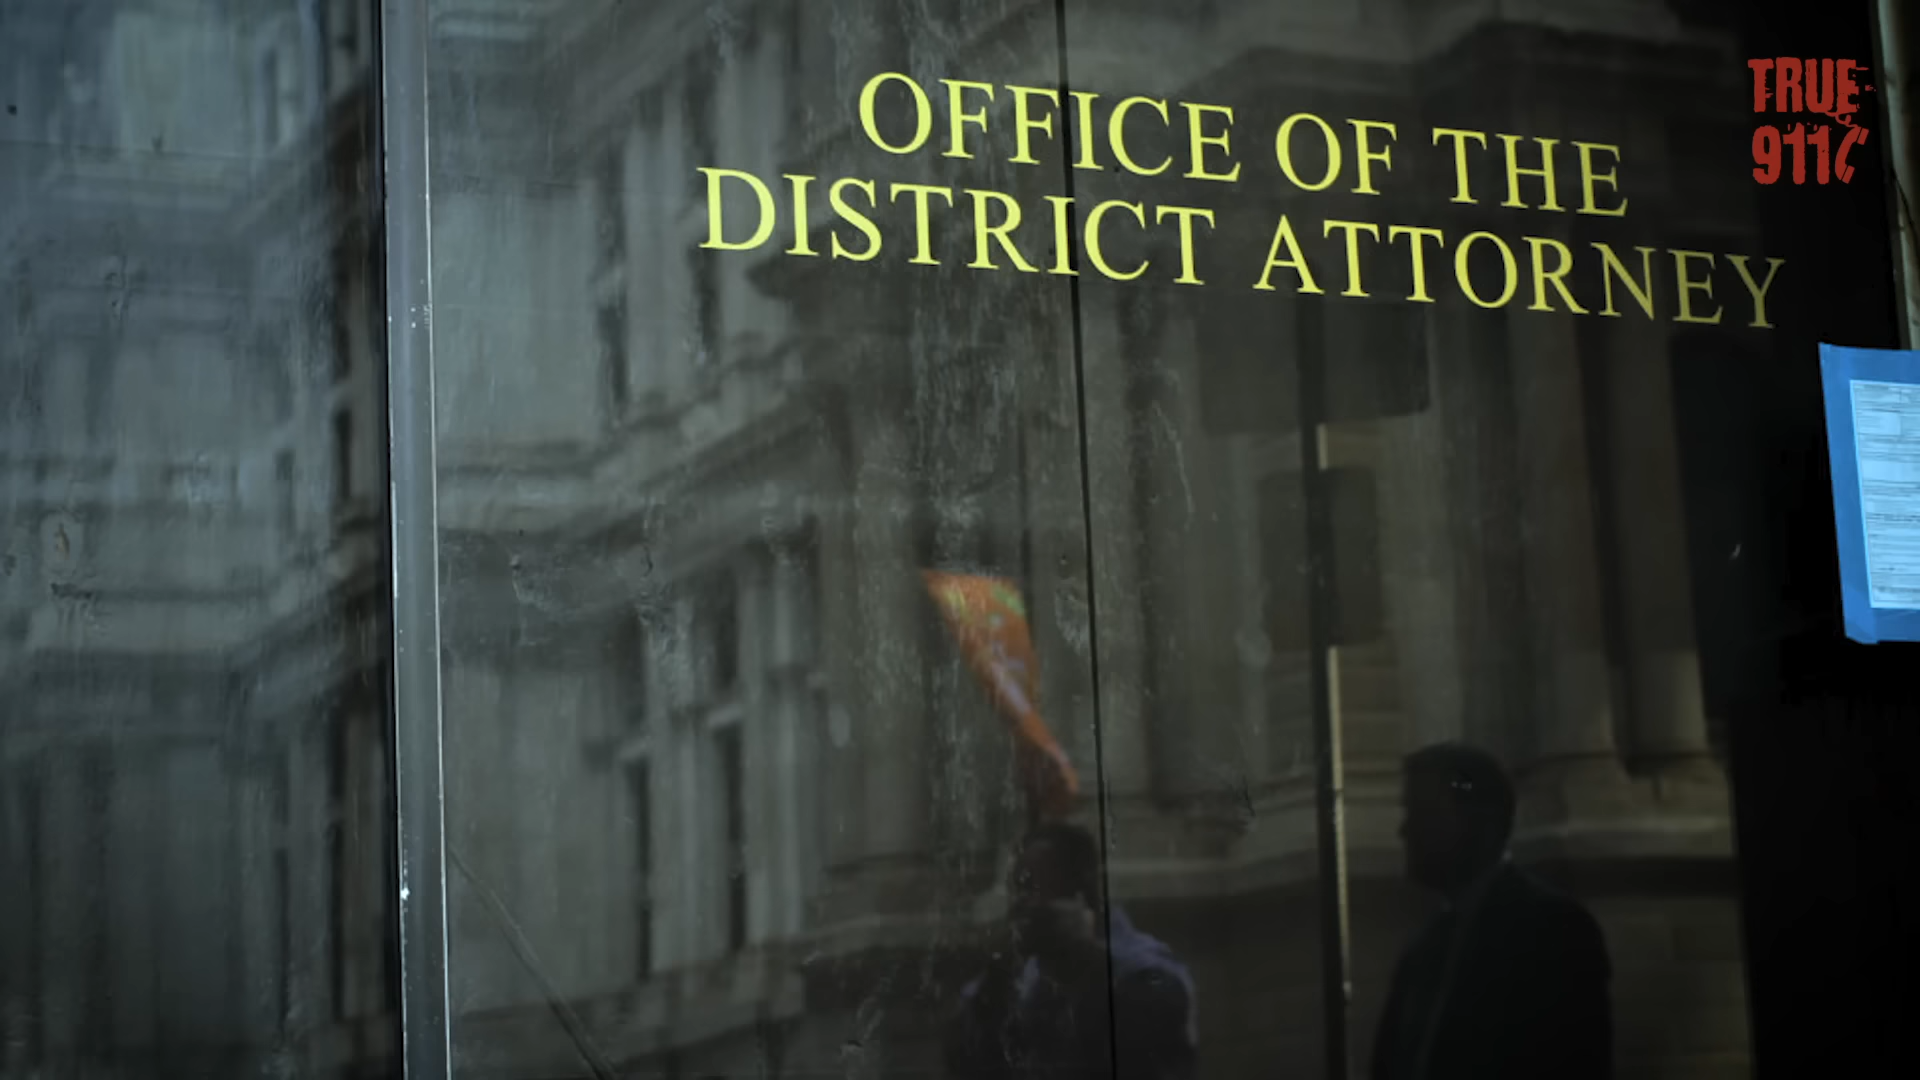 OFFICE OF THE
DISTRICT ATTORNEY
TRUE
911